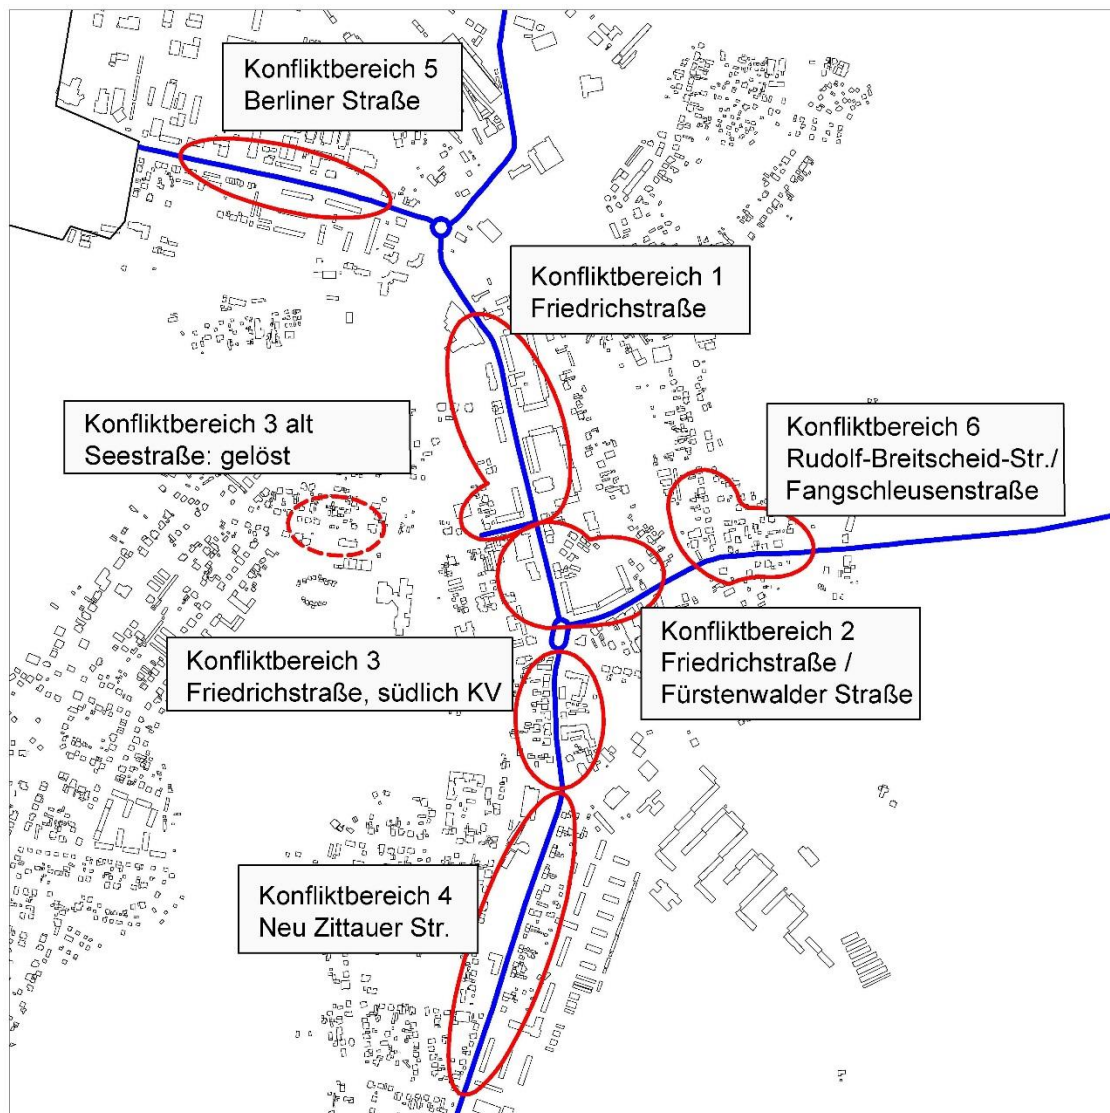 Konfliktbereich 5
Berliner Straße
Konfliktbereich 1
Friedrichstraße
Konfliktbereich 3 alt
Seestraße: gelöst
Konfliktbereich 6
Rudolf-Breitscheid-Str./
Fangschleusenstraße
Konfliktbereich 3
Friedrichstraße, südlich KV
Konfliktbereich 2
Friedrichstraße /
Fürstenwalder Straße
Konfliktbereich 4
Neu Zittauer Str.